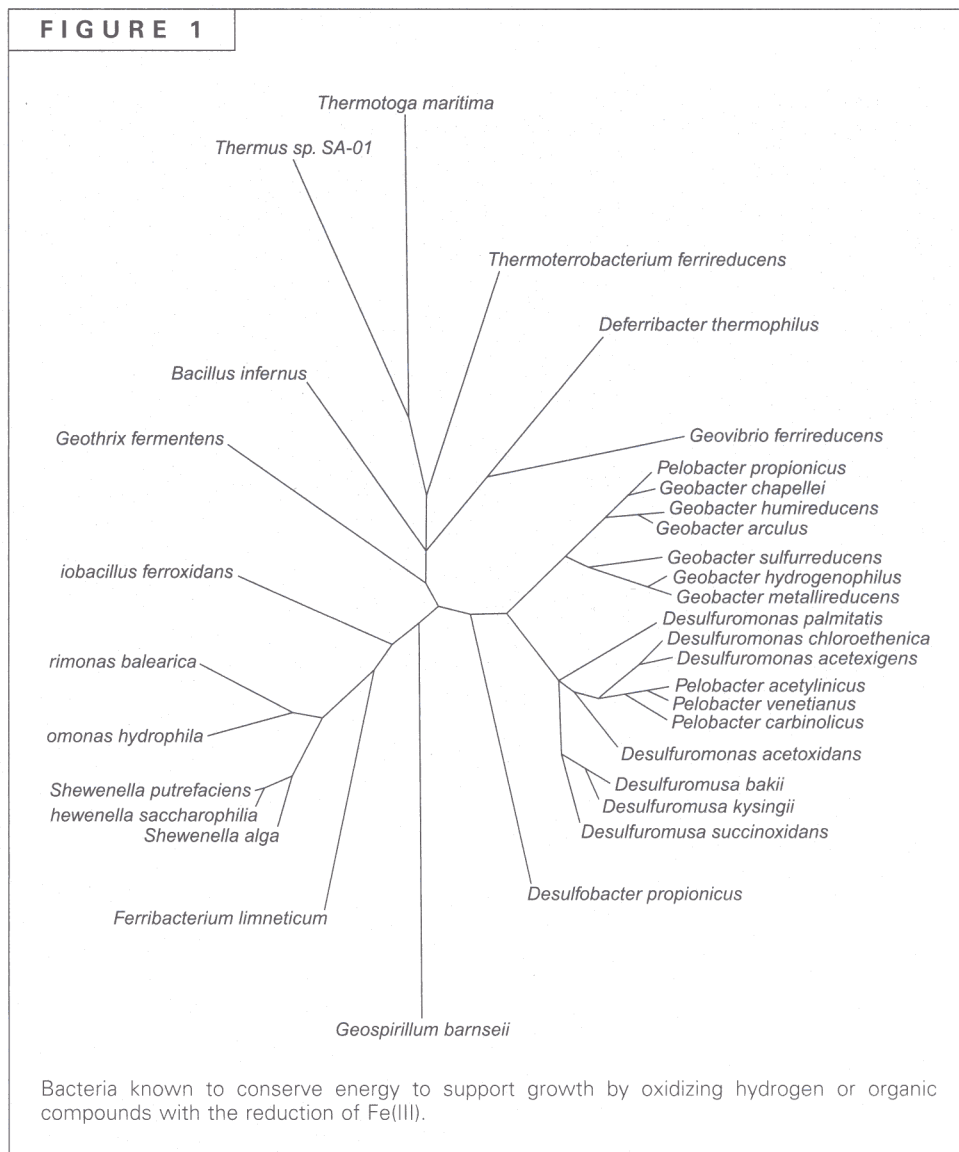 FIGURE 1
Thermotoga maritima
Thermus sp. SA-01
Thermoterrobacterium ferrireducens
Deferribacter thermophilus
Bacillus infernus
Geothrix fermentens
Geovibrio ferrireducens
Pelobacter propionicus
Geobacter chapellei
Geobacter humireducens
Geobacter arculus
iobacillus ferroxidans
Geobacter sulfurreducens
Geobacter hydrogenophilus
Geobacter metallireducens
Desulfuromonas palmitatis
Desulfuromonas chloroethenica
rimonas balearica
Desulfuromonas acetexigens
Pelobacter acetylinicus
Pelobacter venetianus
Pelobacter carbinolicus
omonas hydrophila
Desulfuromonas acetoxidans
Shewenella putrefaciens
Desulfuromusa bakii
hewenella saccharophilia
Desulfuromusa kysingii
Shewenella alga
Desulfuromusa succinoxidans
Desulfobacter propionicus
Ferribacterium limneticum
Geospirillum barnseii
Bacteria known to conserve energy to support growth by oxidizing hydrogen or organic
compounds with the reduction of Fe(III).